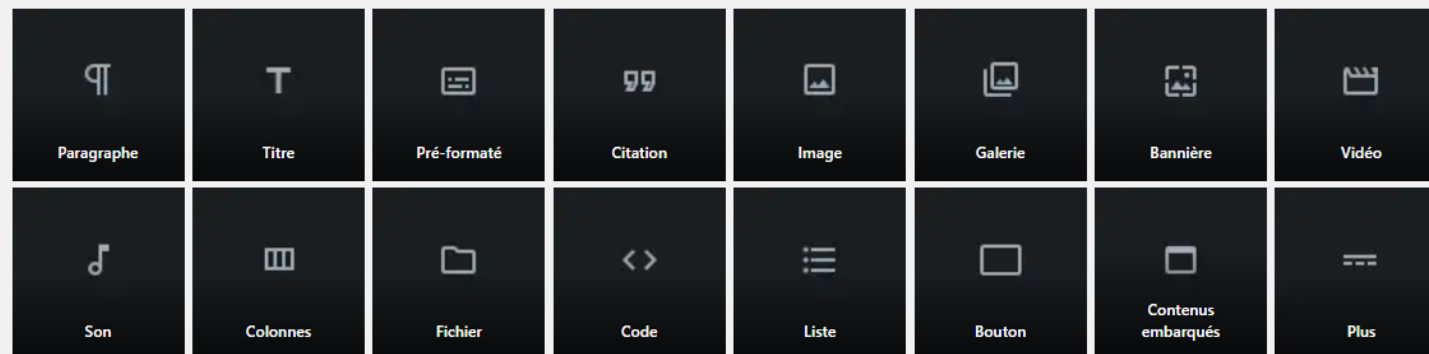 Paragraphe
Titre
Pré-formaté
Citation
Image
Galerie
Bannière
Vidéo
Son
Colonnes
Fichier
Code
Liste
Bouton
Contenus
embarqués
Plus